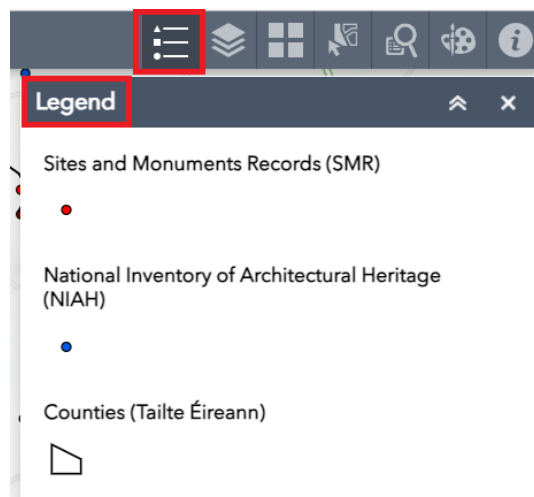 Legend
Sites and Monuments Records (SMR)
National Inventory of Architectural Heritage
(NIAH)
Counties (Tailte Éireann)